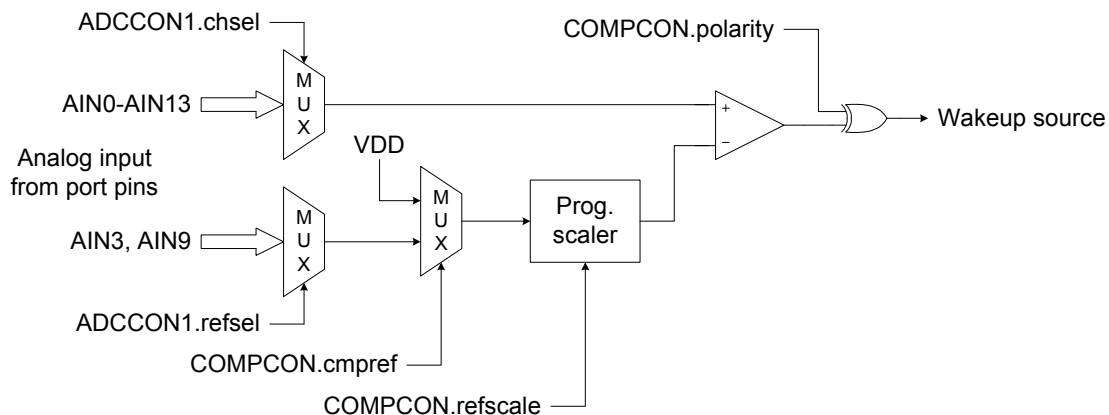 ADCCON1.chsel
COMPCON.polarity
M
U
X
AIN0-AIN13
+
−
Wakeup source
Analog input
from port pins
VDD
M
U
X
M
U
X
Prog.
scaler
AIN3, AIN9
ADCCON1.refsel
COMPCON.cmpref
COMPCON.refscale